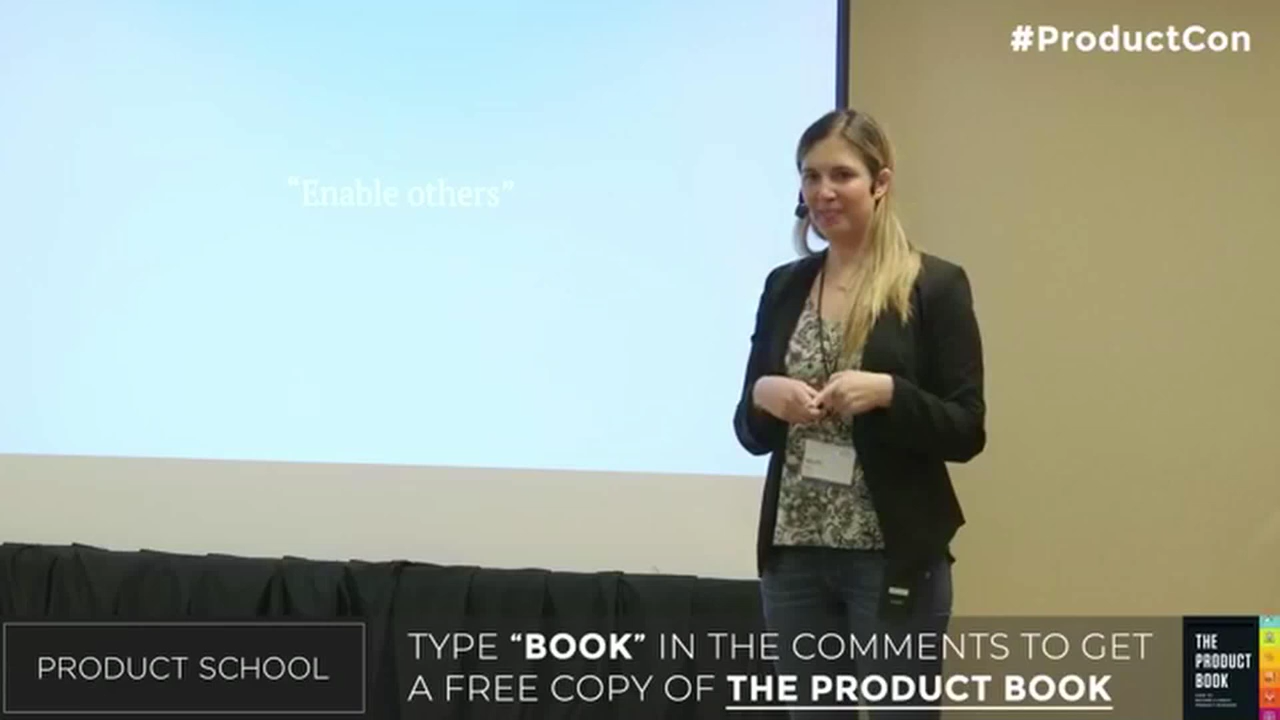 #ProductCon
“Enable others”
PRODUCT SCHOOL
TYPE “BOOK” IN THE COMMENTS TO GET
A FREE COPY OF THE PRODUCT BOOK
THE
PRODUCT
BOOK